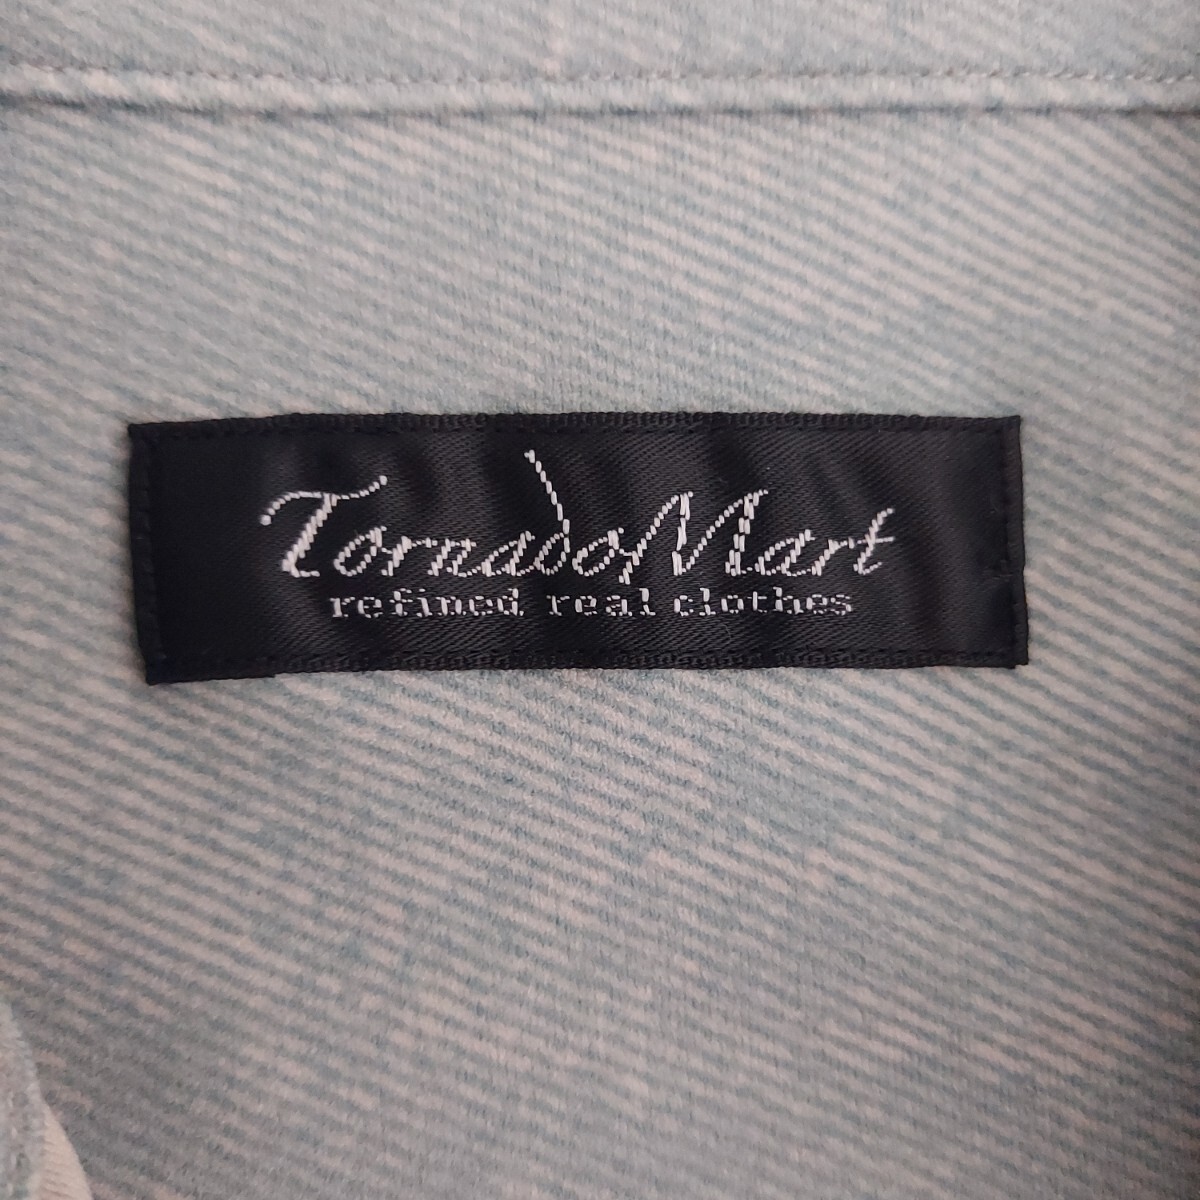 TornadoMart
refined real clothes